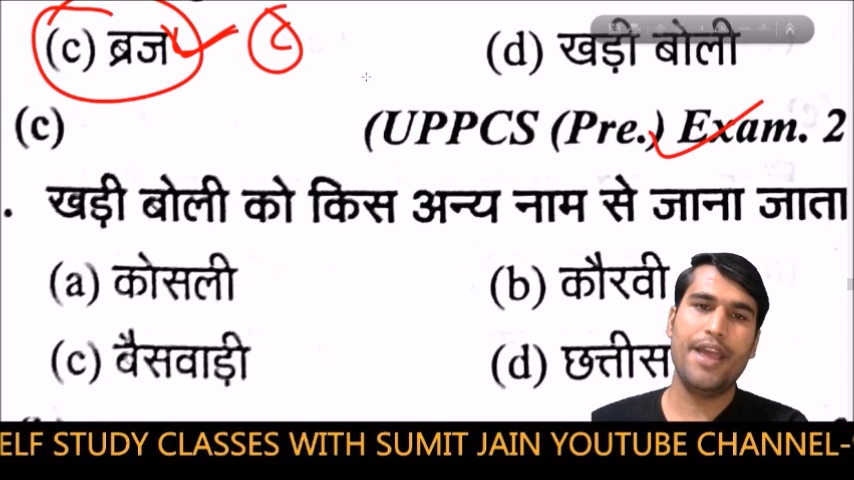 (c) ब्रज (d) खड़ी बोली
(c) (UPPCS (Pre.) Exam. 2
. खड़ी बोली को किस अन्य नाम से जाना जाता
(a) कोसली (b) कौरवी
(c) बैसवाड़ी (d) छत्तीस
ELF STUDY CLASSES WITH SUMIT JAIN YOUTUBE CHANNEL-